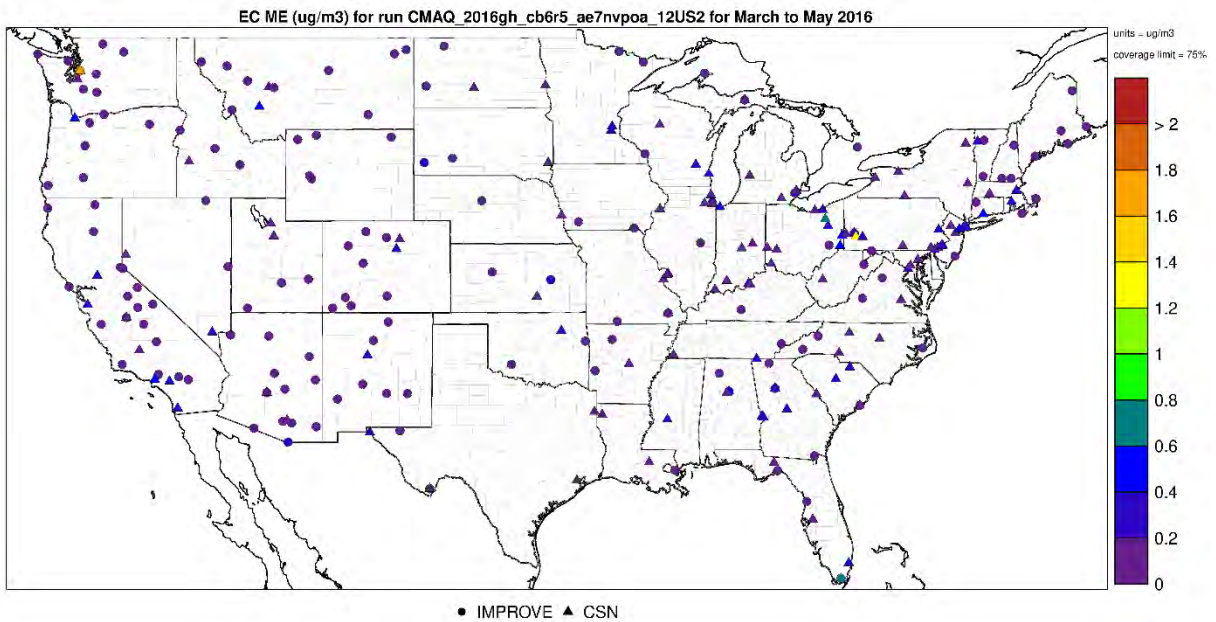 EC ME (ug/m3) for run CMAQ_2016gh_cb6r5_ae7nvpoa_12US2 for March to May 2016
units = ug/m3
coverage limit = 75%
> 2
1.8
1.6
1.4
1.2
1
0.8
0.6
0.4
0.2
0
IMPROVE
CSN